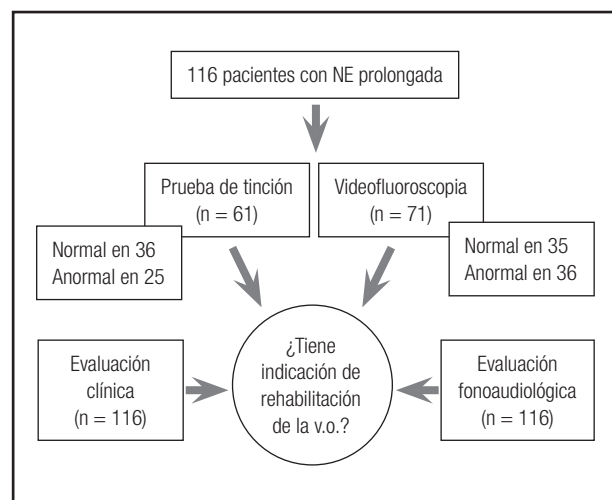 116 pacientes con NE prolongada
Prueba de tinción
(n = 61)
Videofluoroscopia
(n = 71)
Normal en 36
Anormal en 25
Normal en 35
Anormal en 36
Evaluación
clínica
(n = 116)
¿Tiene
indicación de
rehabilitación
de la v.o.?
Evaluación
fonoaudiológica
(n = 116)